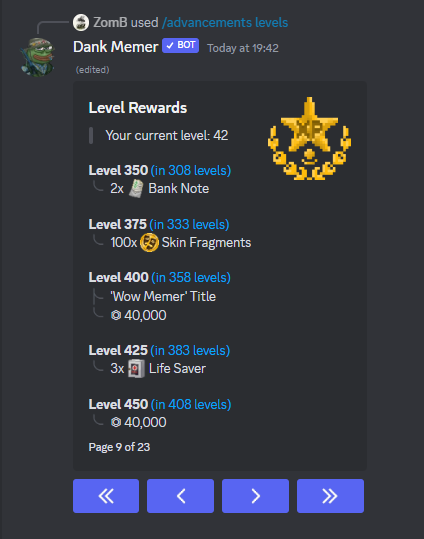 ZomB used /advancements levels
Dank Memer ✓ BOT Today at 19:42
(edited)
Level Rewards
XP
Your current level: 42
Level 350 (in 308 levels)
2x Bank Note
Level 375 (in 333 levels)
100x Skin Fragments
Level 400 (in 358 levels)
'Wow Memer' Title
⏣ 40,000
Level 425 (in 383 levels)
3x Life Saver
Level 450 (in 408 levels)
⏣ 40,000
Page 9 of 23